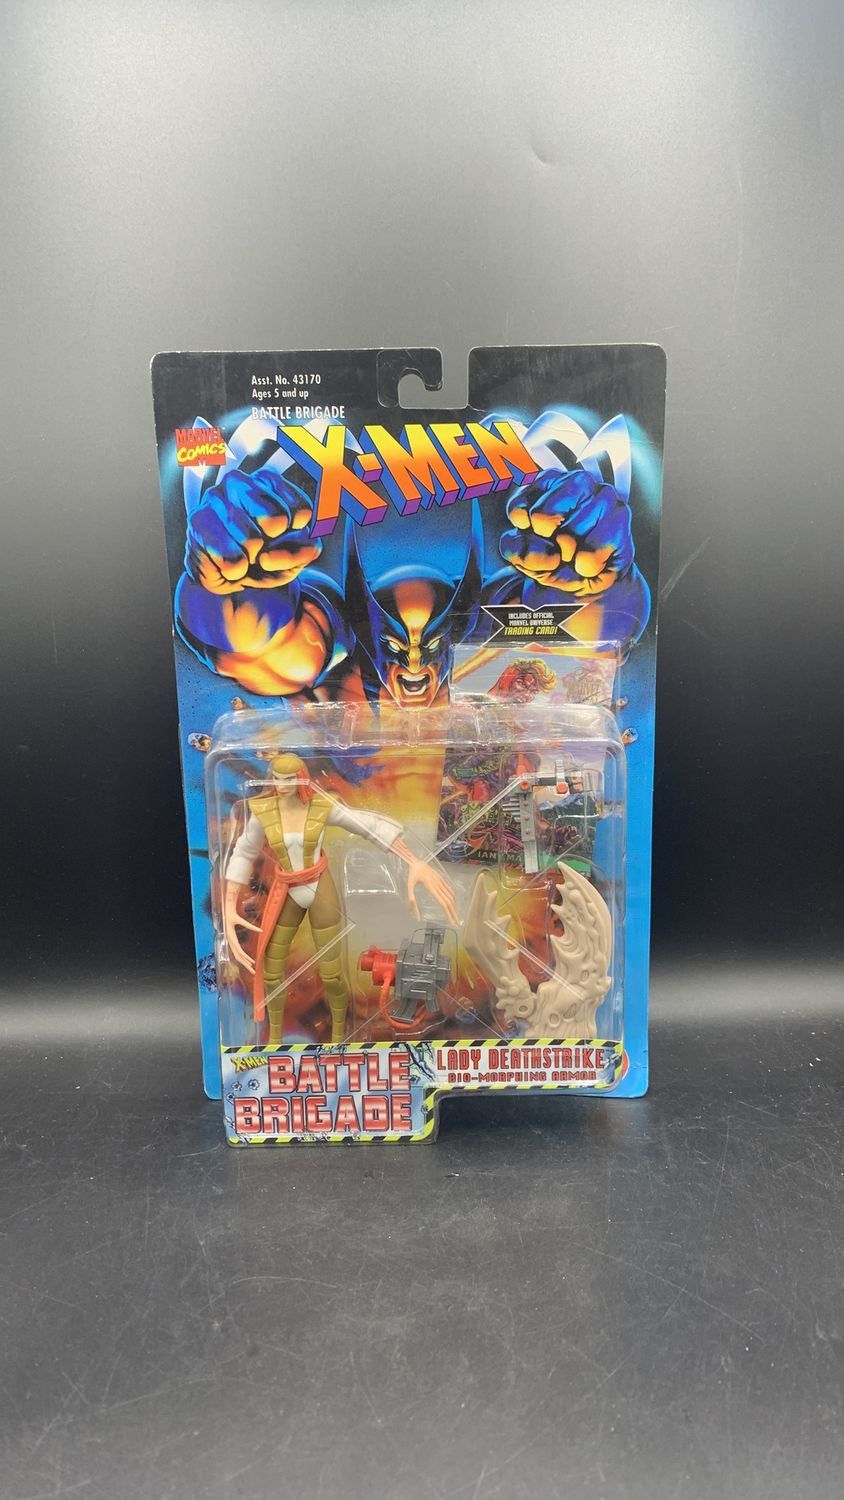 Asst. No. 43170
Ages 5 and up
BATTLE BRIGADE
MARVEL
COMICS
X-MEN
INCLUDES OFFICIAL
MARVEL UNIVERSE
TRADING CARD!
X-MEN
BATTLE
BRIGADE
LADY DEATHSTRIKE
BIO-MORPHING ARMOR